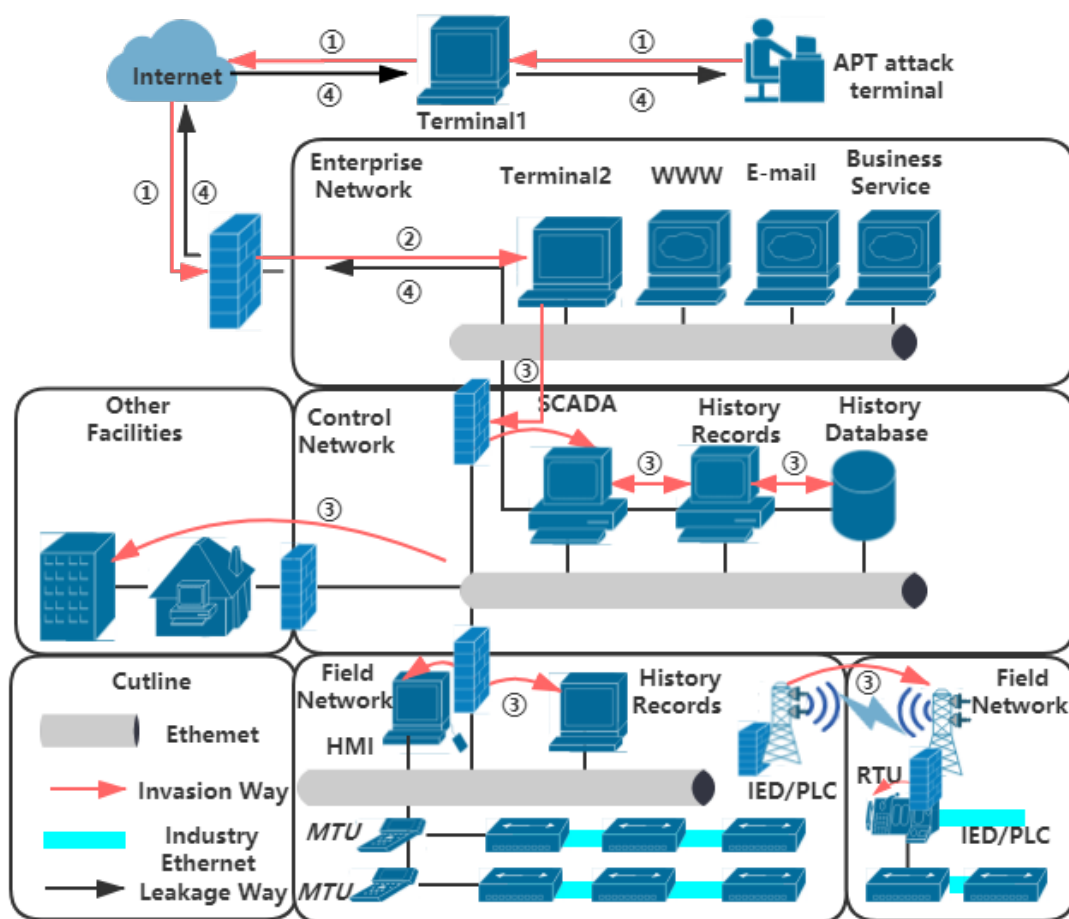 ①
①
Internet
④
④
APT attack
terminal
Terminal1
Enterprise
Network
Terminal2
WWW
E-mail
Business
Service
①
④
②
④
③
Other
Facilities
Control
Network
SCADA
History
Records
History
Database
③
③
③
Cutline
Ethemet
Invasion Way
Industry
Ethernet
Leakage Way
Field
Network
HMI
③
History
Records
IED/PLC
MTU
MTU
③
Field
Network
RTU
IED/PLC